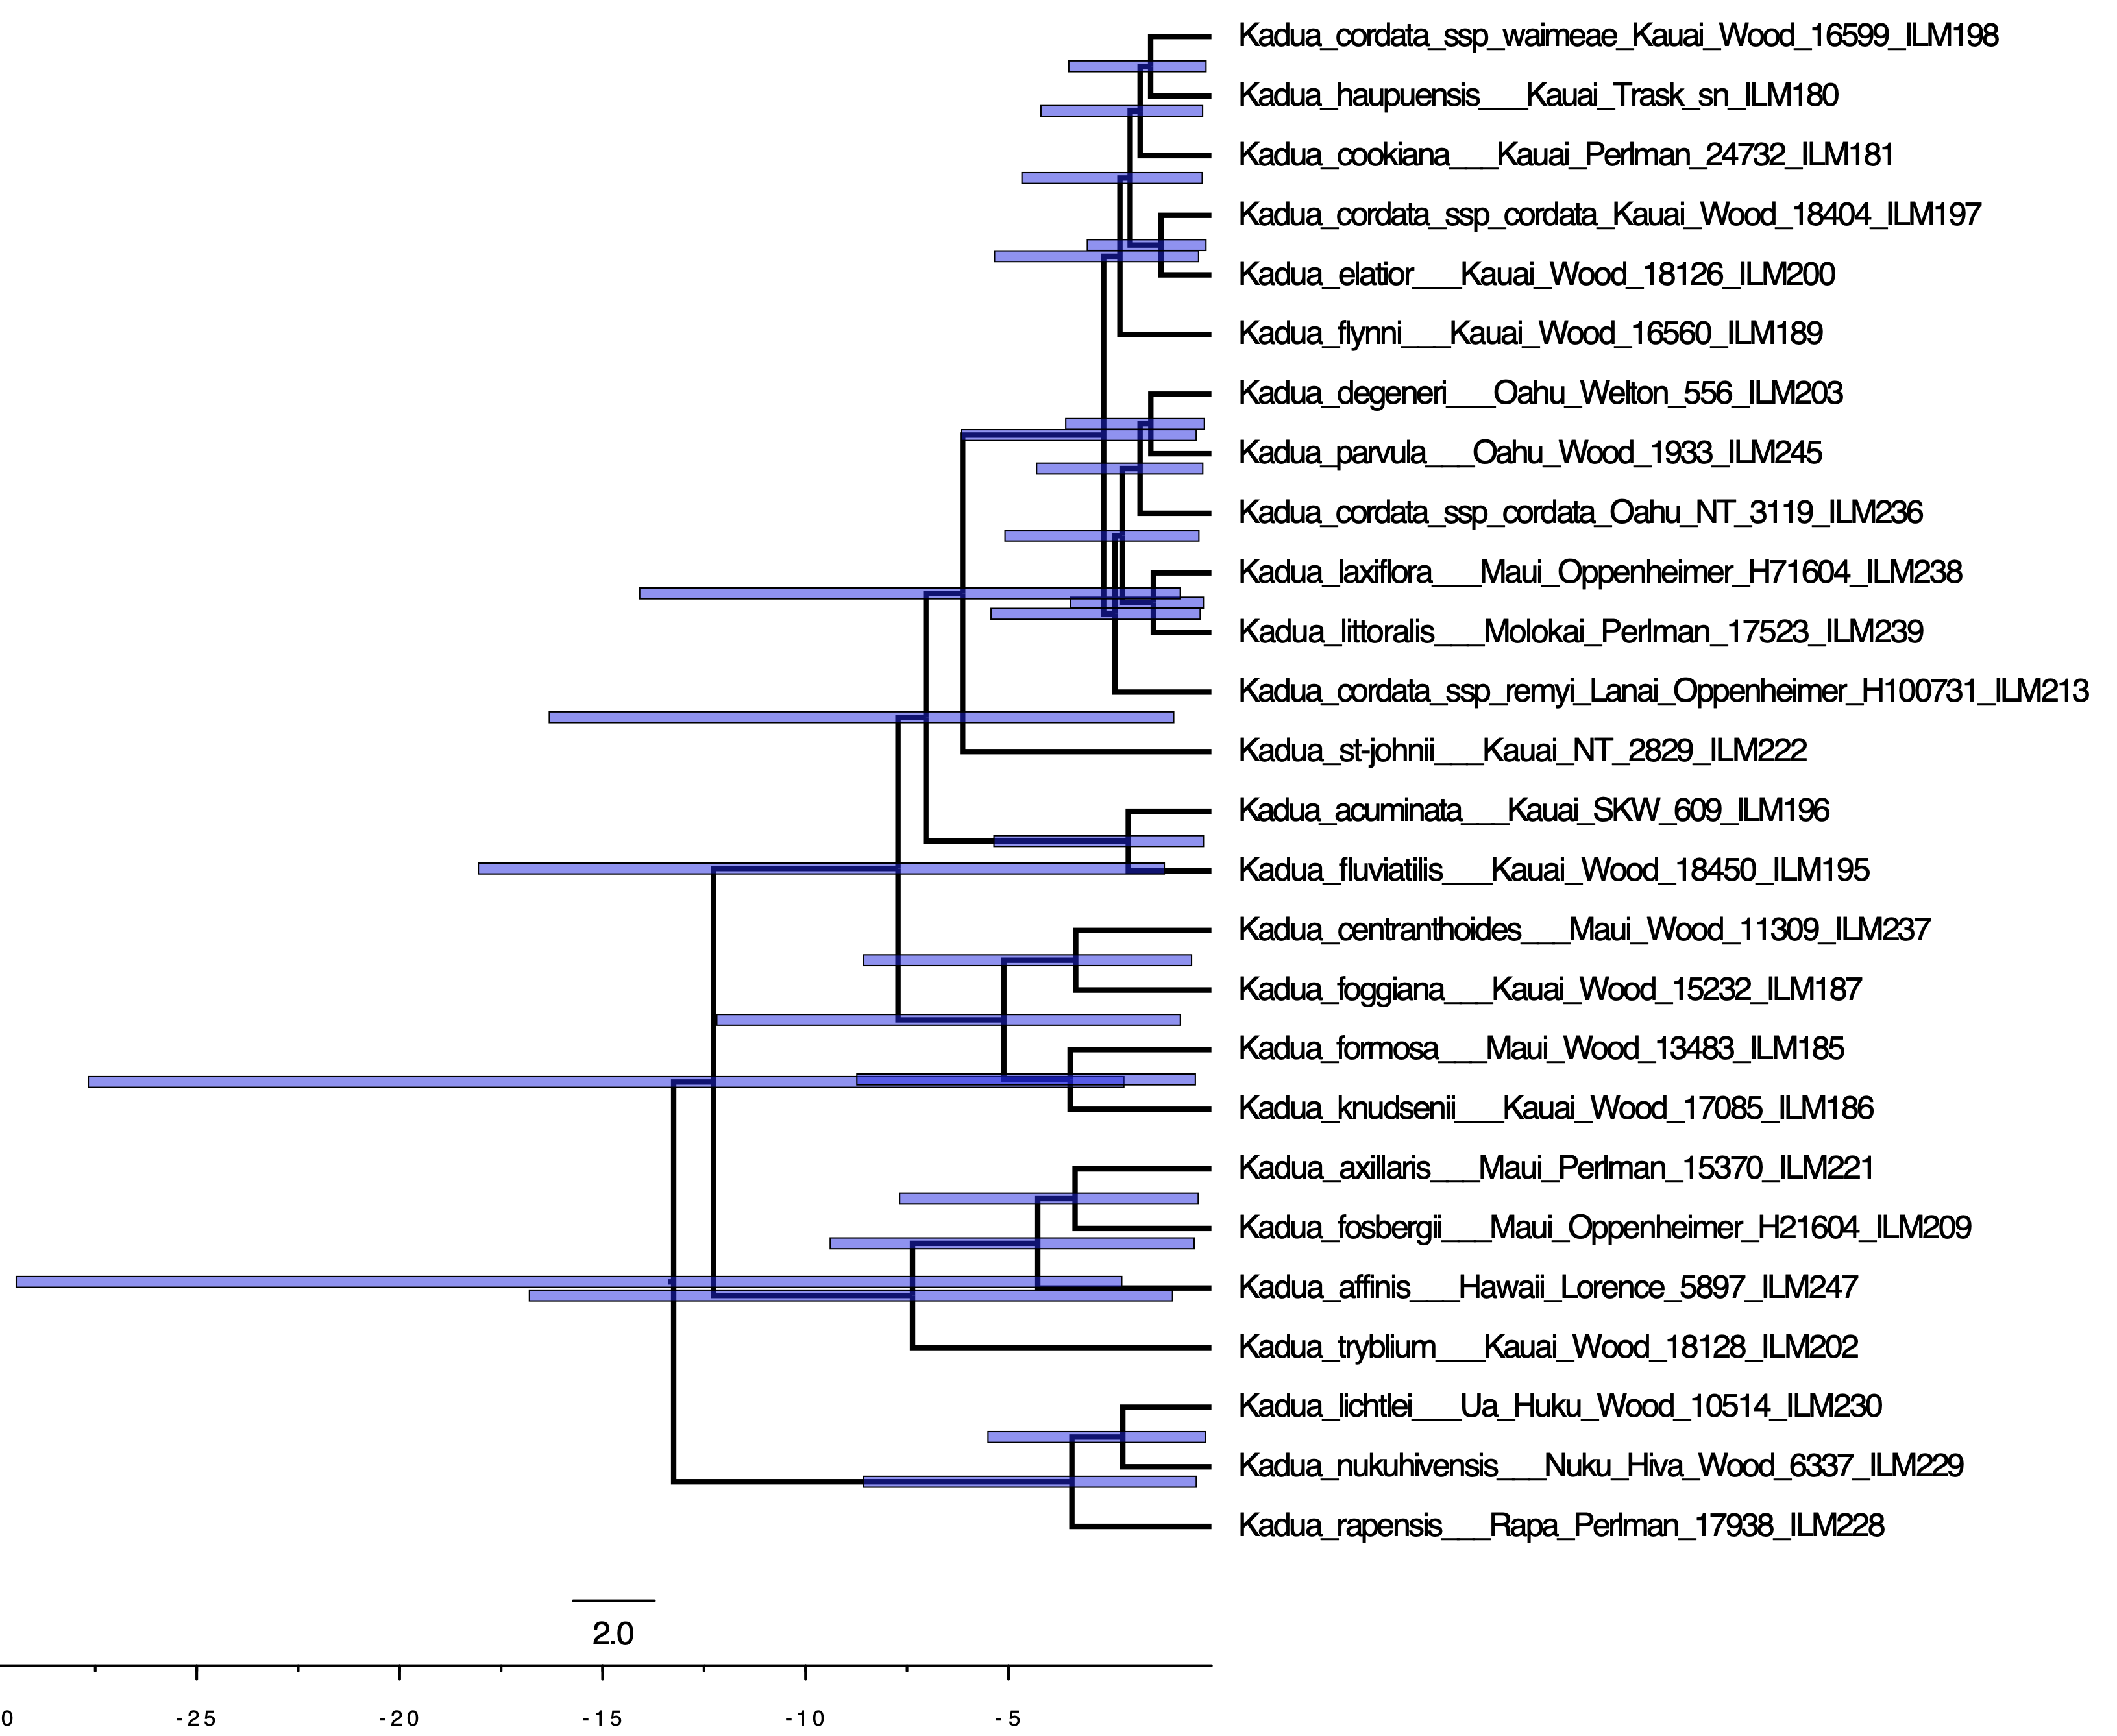 Kadua_cordata_ssp_waimeae_Kauai_Wood_16599_ILM198
Kadua_haupuensis___Kauai_Trask_sn_ILM180
Kadua_cookiana___Kauai_Perlman_24732_ILM181
Kadua_cordata_ssp_cordata_Kauai_Wood_18404_ILM197
Kadua_elatior___Kauai_Wood_18126_ILM200
Kadua_flynni___Kauai_Wood_16560_ILM189
Kadua_degeneri___Oahu_Welton_556_ILM203
Kadua_parvula___Oahu_Wood_1933_ILM245
Kadua_cordata_ssp_cordata_Oahu_NT_3119_ILM236
Kadua_laxiflora___Maui_Oppenheimer_H71604_ILM238
Kadua_littoralis___Molokai_Perlman_17523_ILM239
Kadua_cordata_ssp_remyi_Lanai_Oppenheimer_H100731_ILM213
Kadua_st-johnii___Kauai_NT_2829_ILM222
Kadua_acuminata___Kauai_SKW_609_ILM196
Kadua_fluviatilis___Kauai_Wood_18450_ILM195
Kadua_centranthoides___Maui_Wood_11309_ILM237
Kadua_foggiana___Kauai_Wood_15232_ILM187
Kadua_formosa___Maui_Wood_13483_ILM185
Kadua_knudsenii___Kauai_Wood_17085_ILM186
Kadua_axillaris___Maui_Perlman_15370_ILM221
Kadua_fosbergii___Maui_Oppenheimer_H21604_ILM209
Kadua_affinis___Hawaii_Lorence_5897_ILM247
Kadua_tryblium___Kauai_Wood_18128_ILM202
Kadua_lichtlei___Ua_Huku_Wood_10514_ILM230
Kadua_nukuhivensis___Nuku_Hiva_Wood_6337_ILM229
Kadua_rapensis___Rapa_Perlman_17938_ILM228
2.0
0 -25 -20 -15 -10 -5